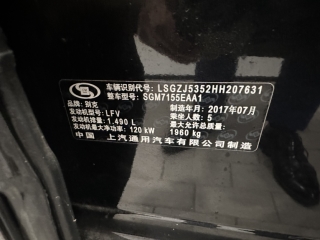 车辆识别代号: LSGZJ5352HH207631
整车型号: SGM7155EAA1
品牌: 别克 制造年月: 2017年07月
发动机型号: LFV 乘坐人数: 5
发动机排量: 1.490 L 最大允许总质量:
发动机最大净功率: 120 kW 1960 kg
中国 上汽通用汽车有限公司制造